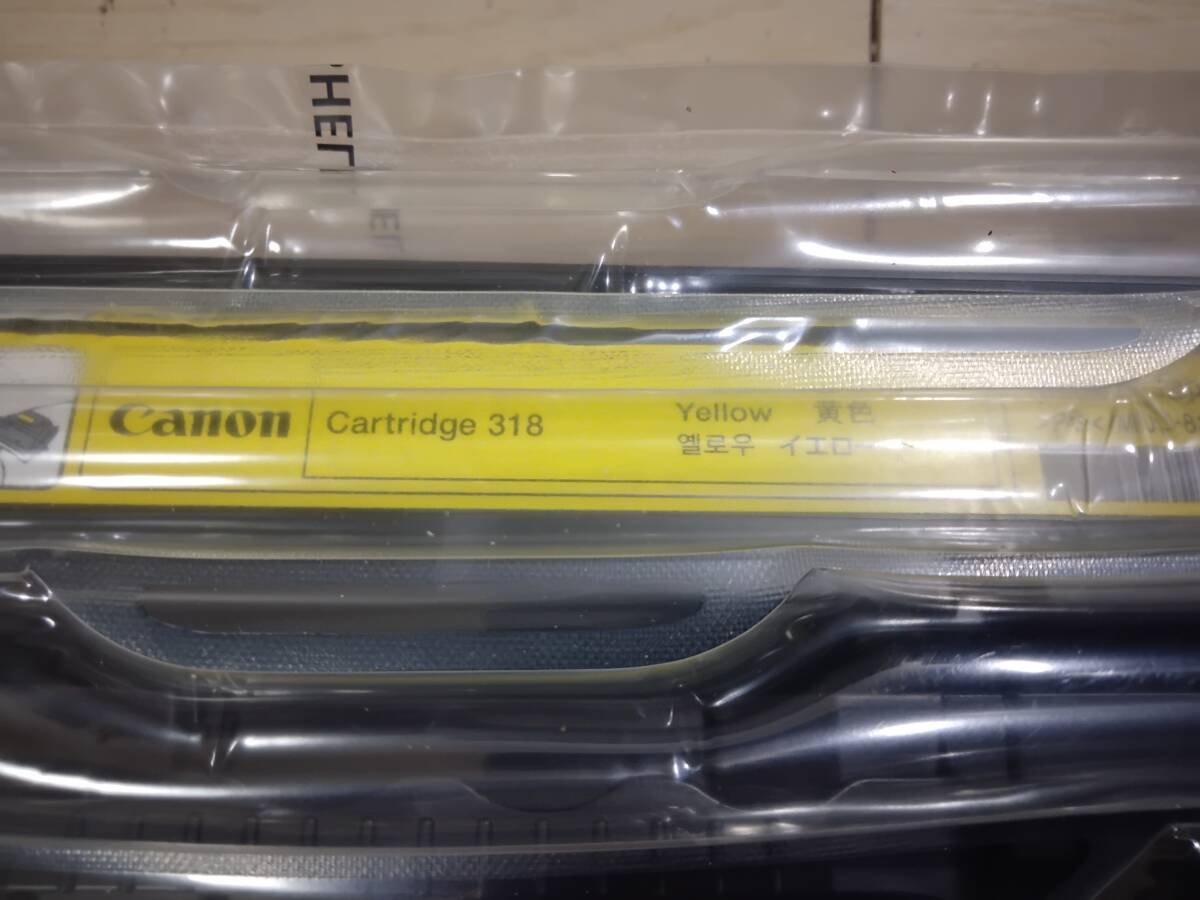 Canon
Cartridge 318
Yellow 黄色
옐로우 イエロー